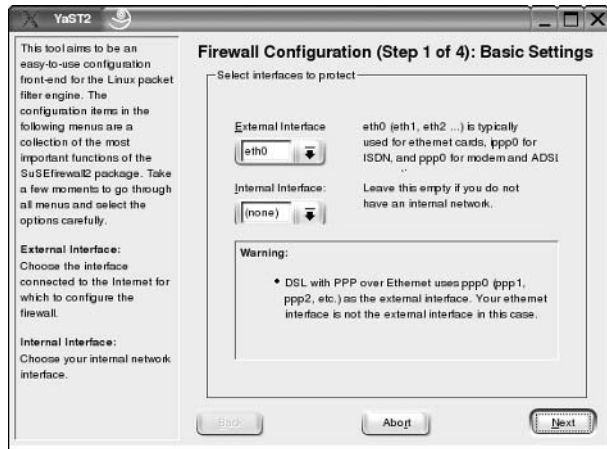 YaST2
This tool aims to be an
easy-to-use configuration
front-end for the Linux packet
filter engine. The
configuration items in the
following menus are a
collection of the most
important functions of the
SuSEfirewall2 package. Take
a few moments to go through
all menus and select the
options carefully.
External Interface:
Choose the interface
connected to the Internet for
which to configure the
firewall.
Internal Interface:
Choose your internal network
interface.
Firewall Configuration (Step 1 of 4): Basic Settings
Select interfaces to protect
External Interface
eth0
eth0 (eth1, eth2 ...) is typically
used for ethernet cards, ippp0 for
ISDN, and ppp0 for modem and ADSL
Internal Interface:
(none)
Leave this empty if you do not
have an internal network.
Warning:
• DSL with PPP over Ethernet uses ppp0 (ppp1,
ppp2, etc.) as the external interface. Your ethernet
interface is not the external interface in this case.
Back
Abort
Next